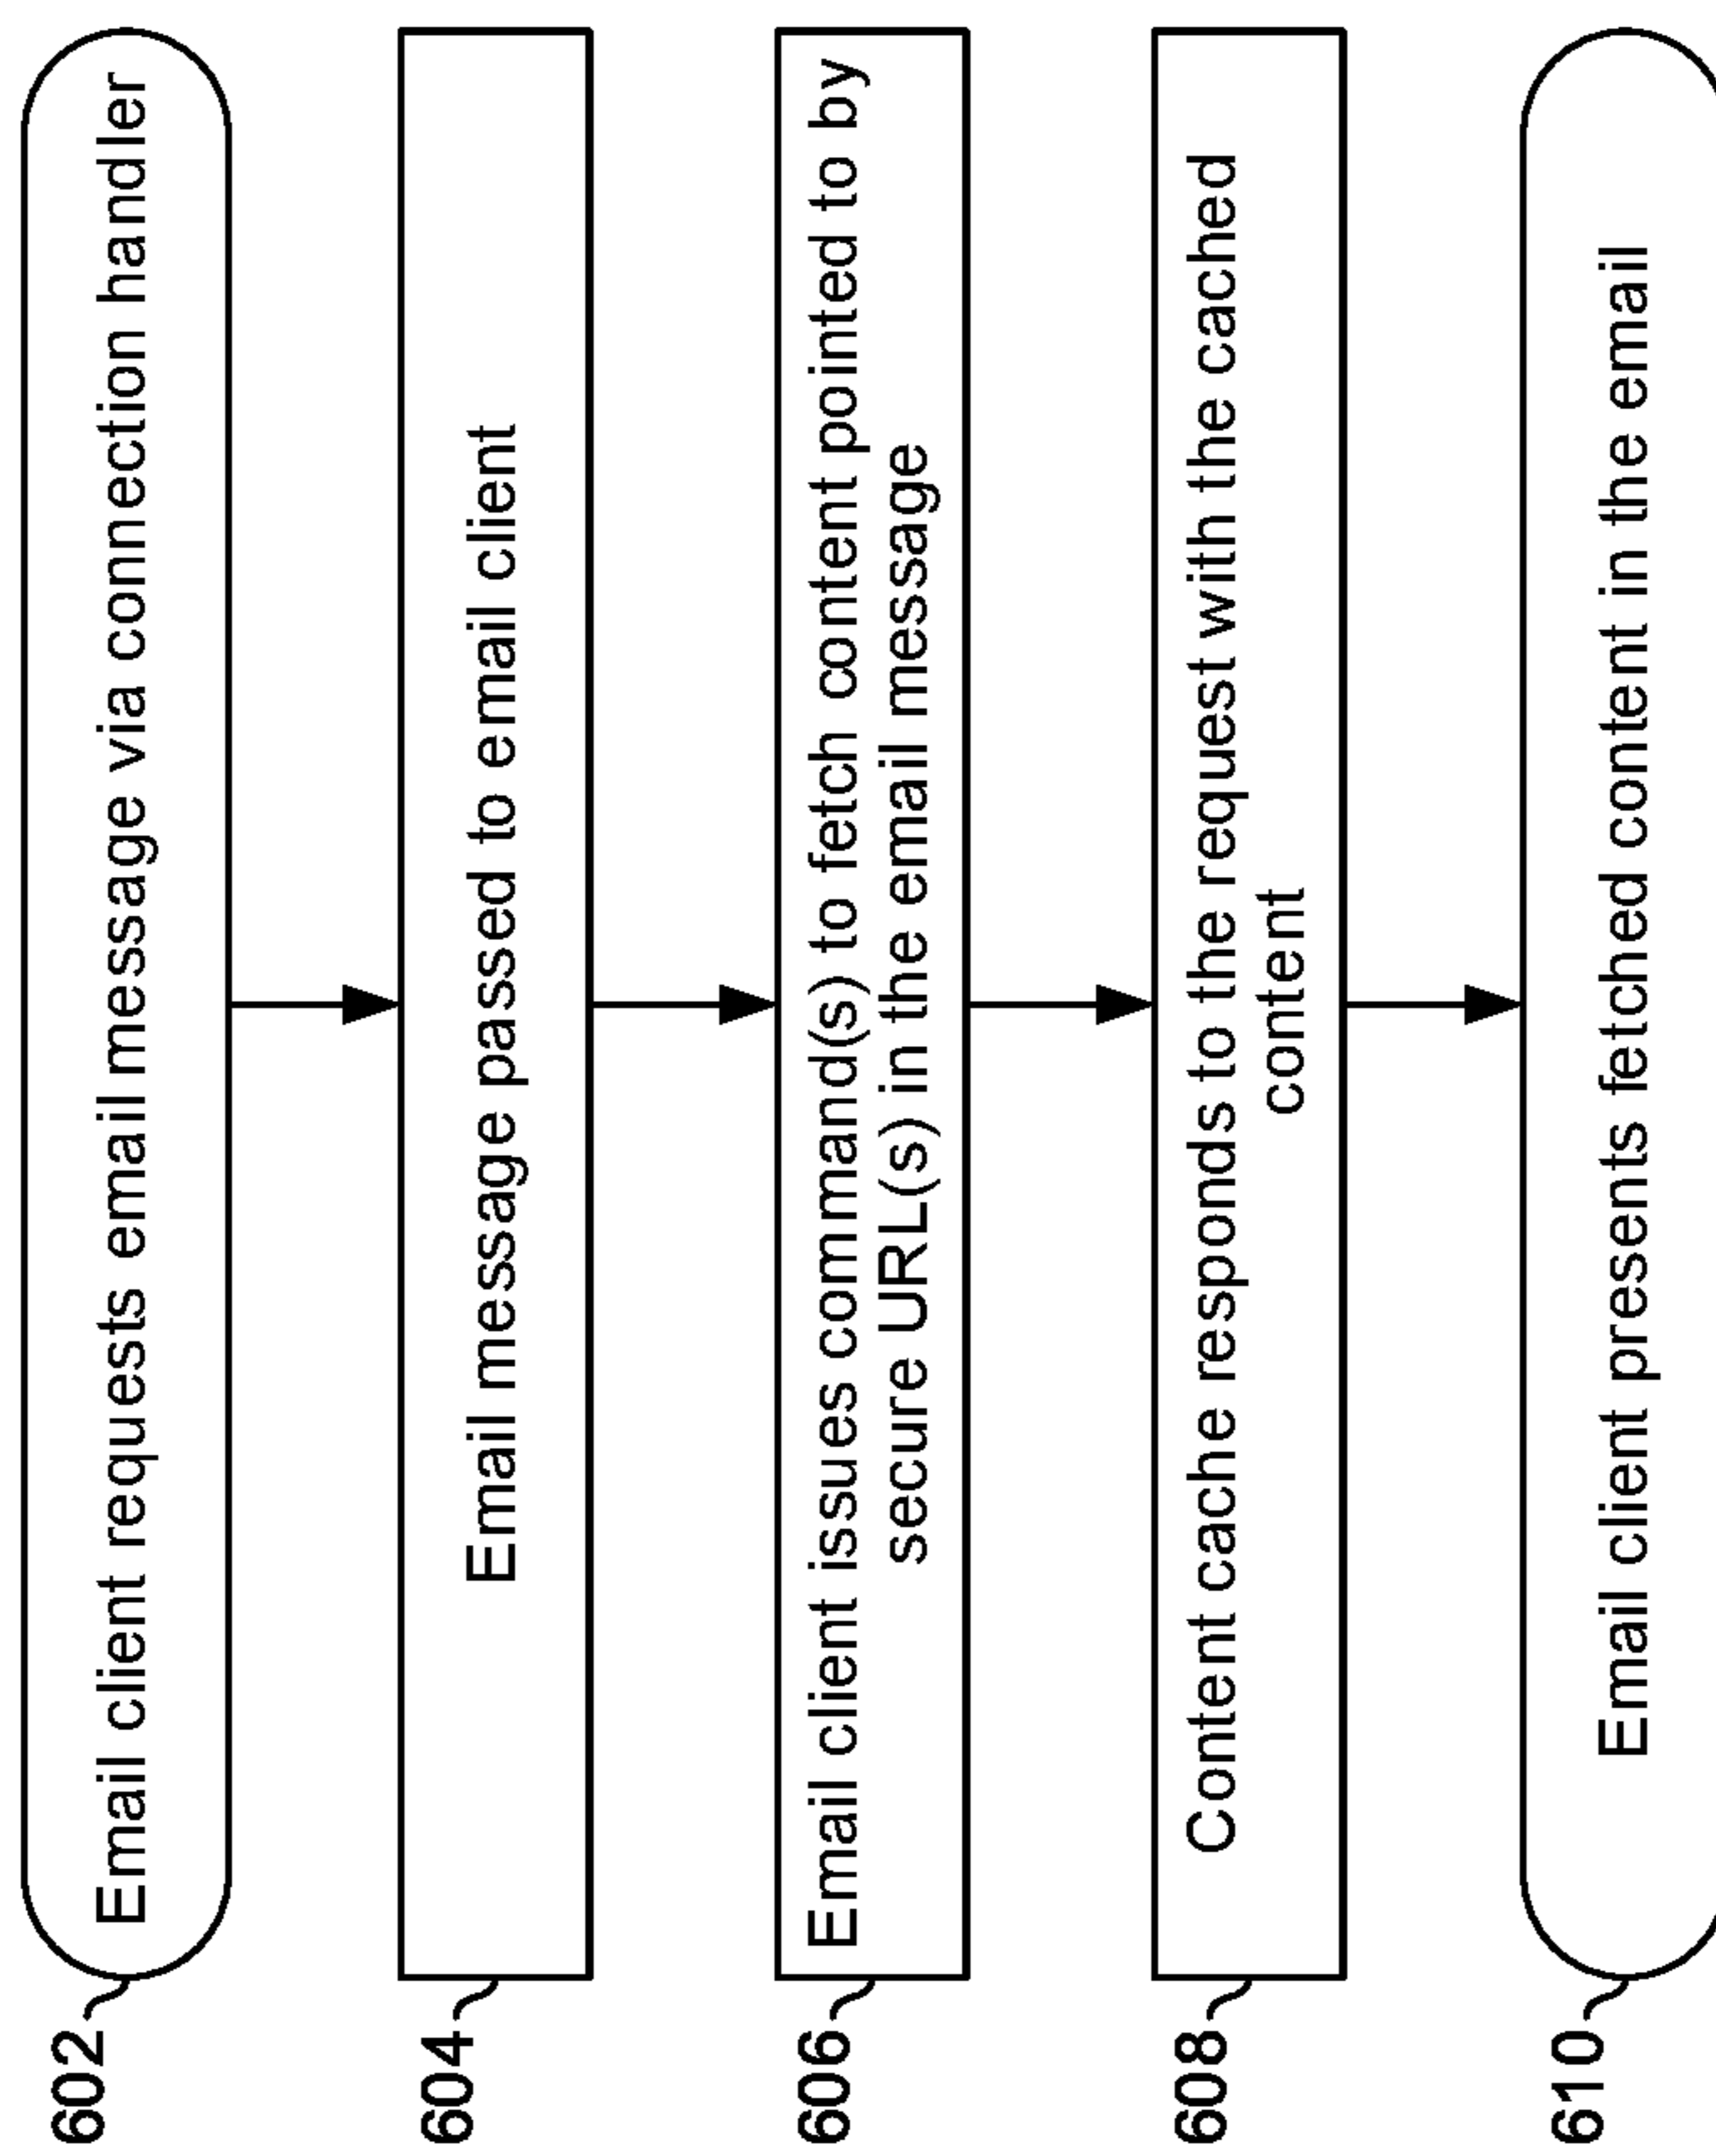 602
Email client requests email message via connection handler
604
Email message passed to email client
606
Email client issues command(s) to fetch content pointed to by
secure URL(s) in the email message
608
Content cache responds to the request with the cached
content
610
Email client presents fetched content in the email